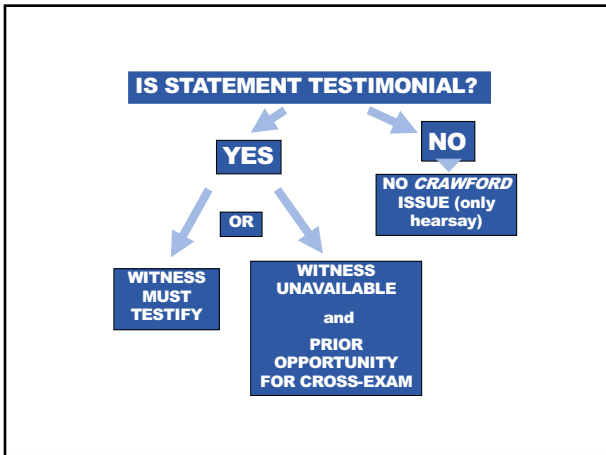 IS STATEMENT TESTIMONIAL?
YES
NO
NO CRAWFORD
ISSUE (only
hearsay)
OR
WITNESS
MUST
TESTIFY
WITNESS
UNAVAILABLE
and
PRIOR
OPPORTUNITY
FOR CROSS-EXAM